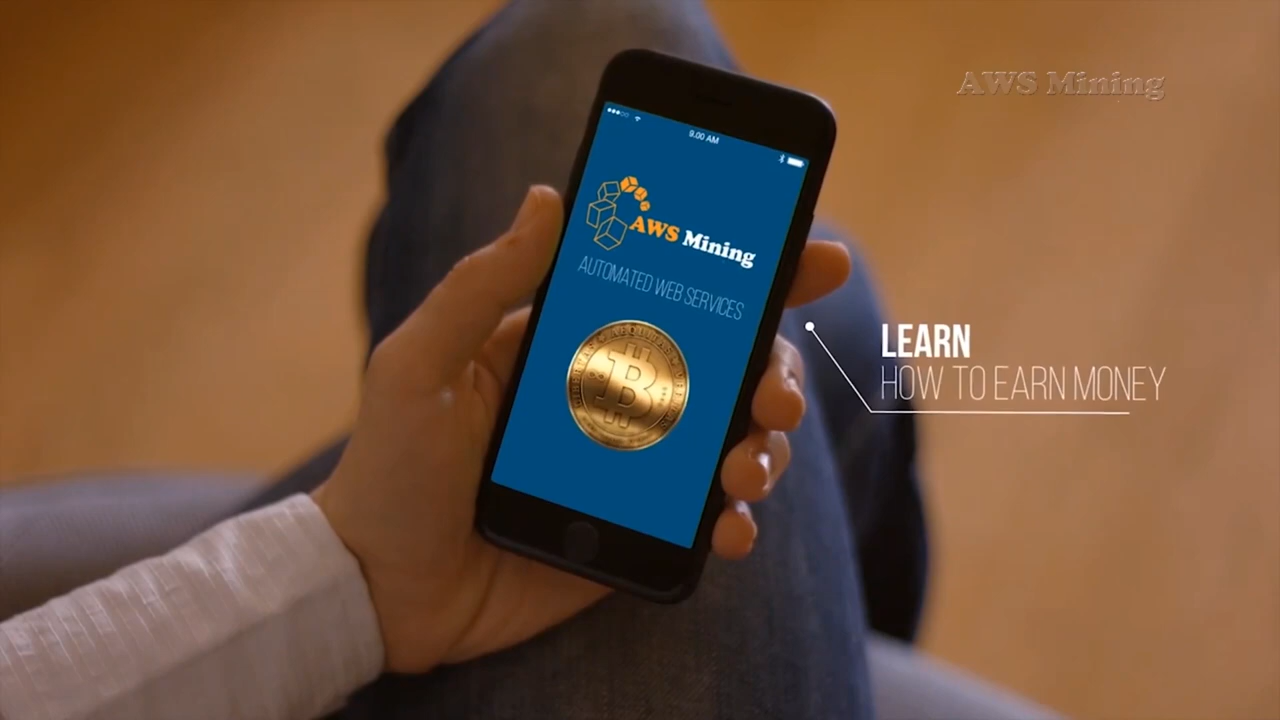 AWS Mining
9.00 AM
AWS Mining
AUTOMATED WEB SERVICES
B
LEARN
HOW TO EARN MONEY